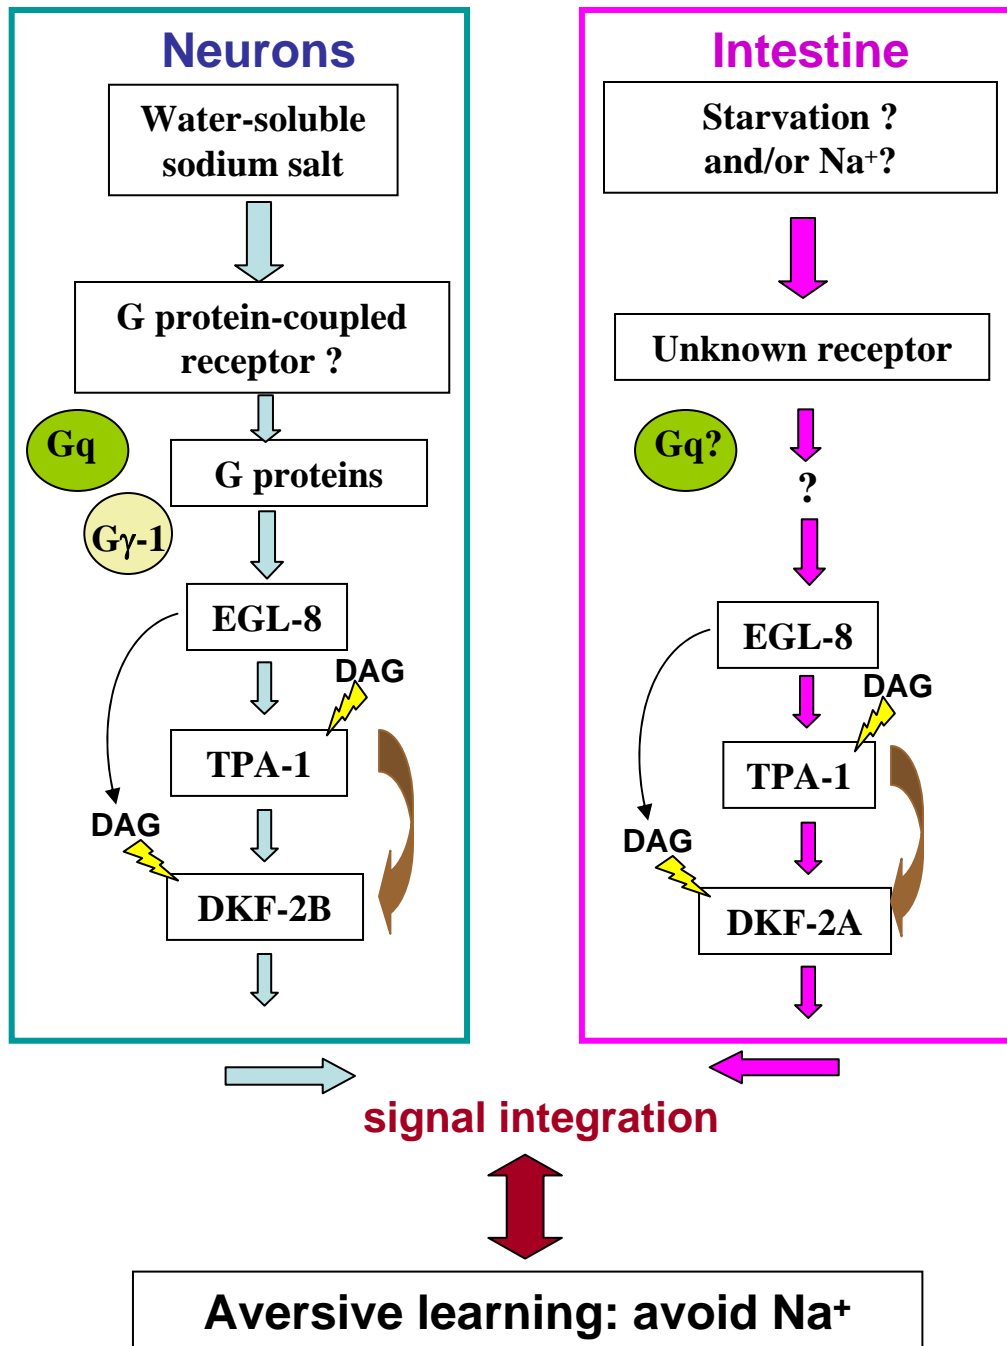 Neurons
Water-soluble
sodium salt
G protein-coupled
receptor ?
Gq
G proteins
Gγ-1
EGL-8
DAG
TPA-1
DAG
DKF-2B
Intestine
Starvation ?
and/or Na⁺?
Unknown receptor
Gq?
?
EGL-8
DAG
TPA-1
DAG
DKF-2A
signal integration
Aversive learning: avoid Na⁺